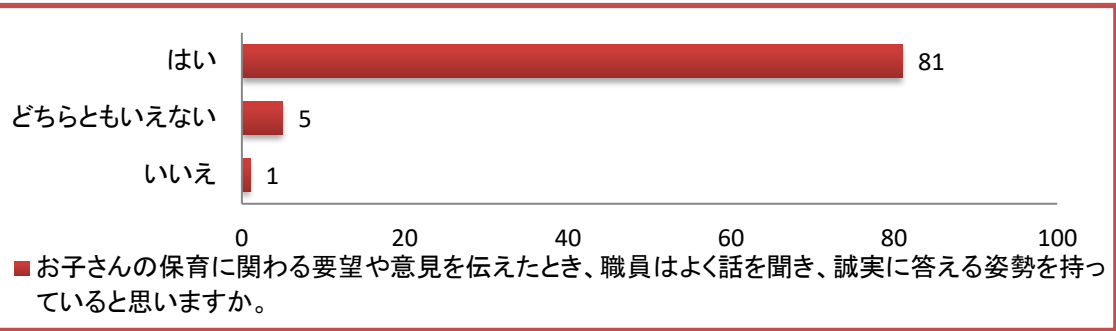 はい 81
どちらともいえない 5
いいえ 1
0 20 40 60 80 100
お子さんの保育に関わる要望や意見を伝えたとき、職員はよく話を聞き、誠実に答える姿勢を持っ
ていると思いますか。